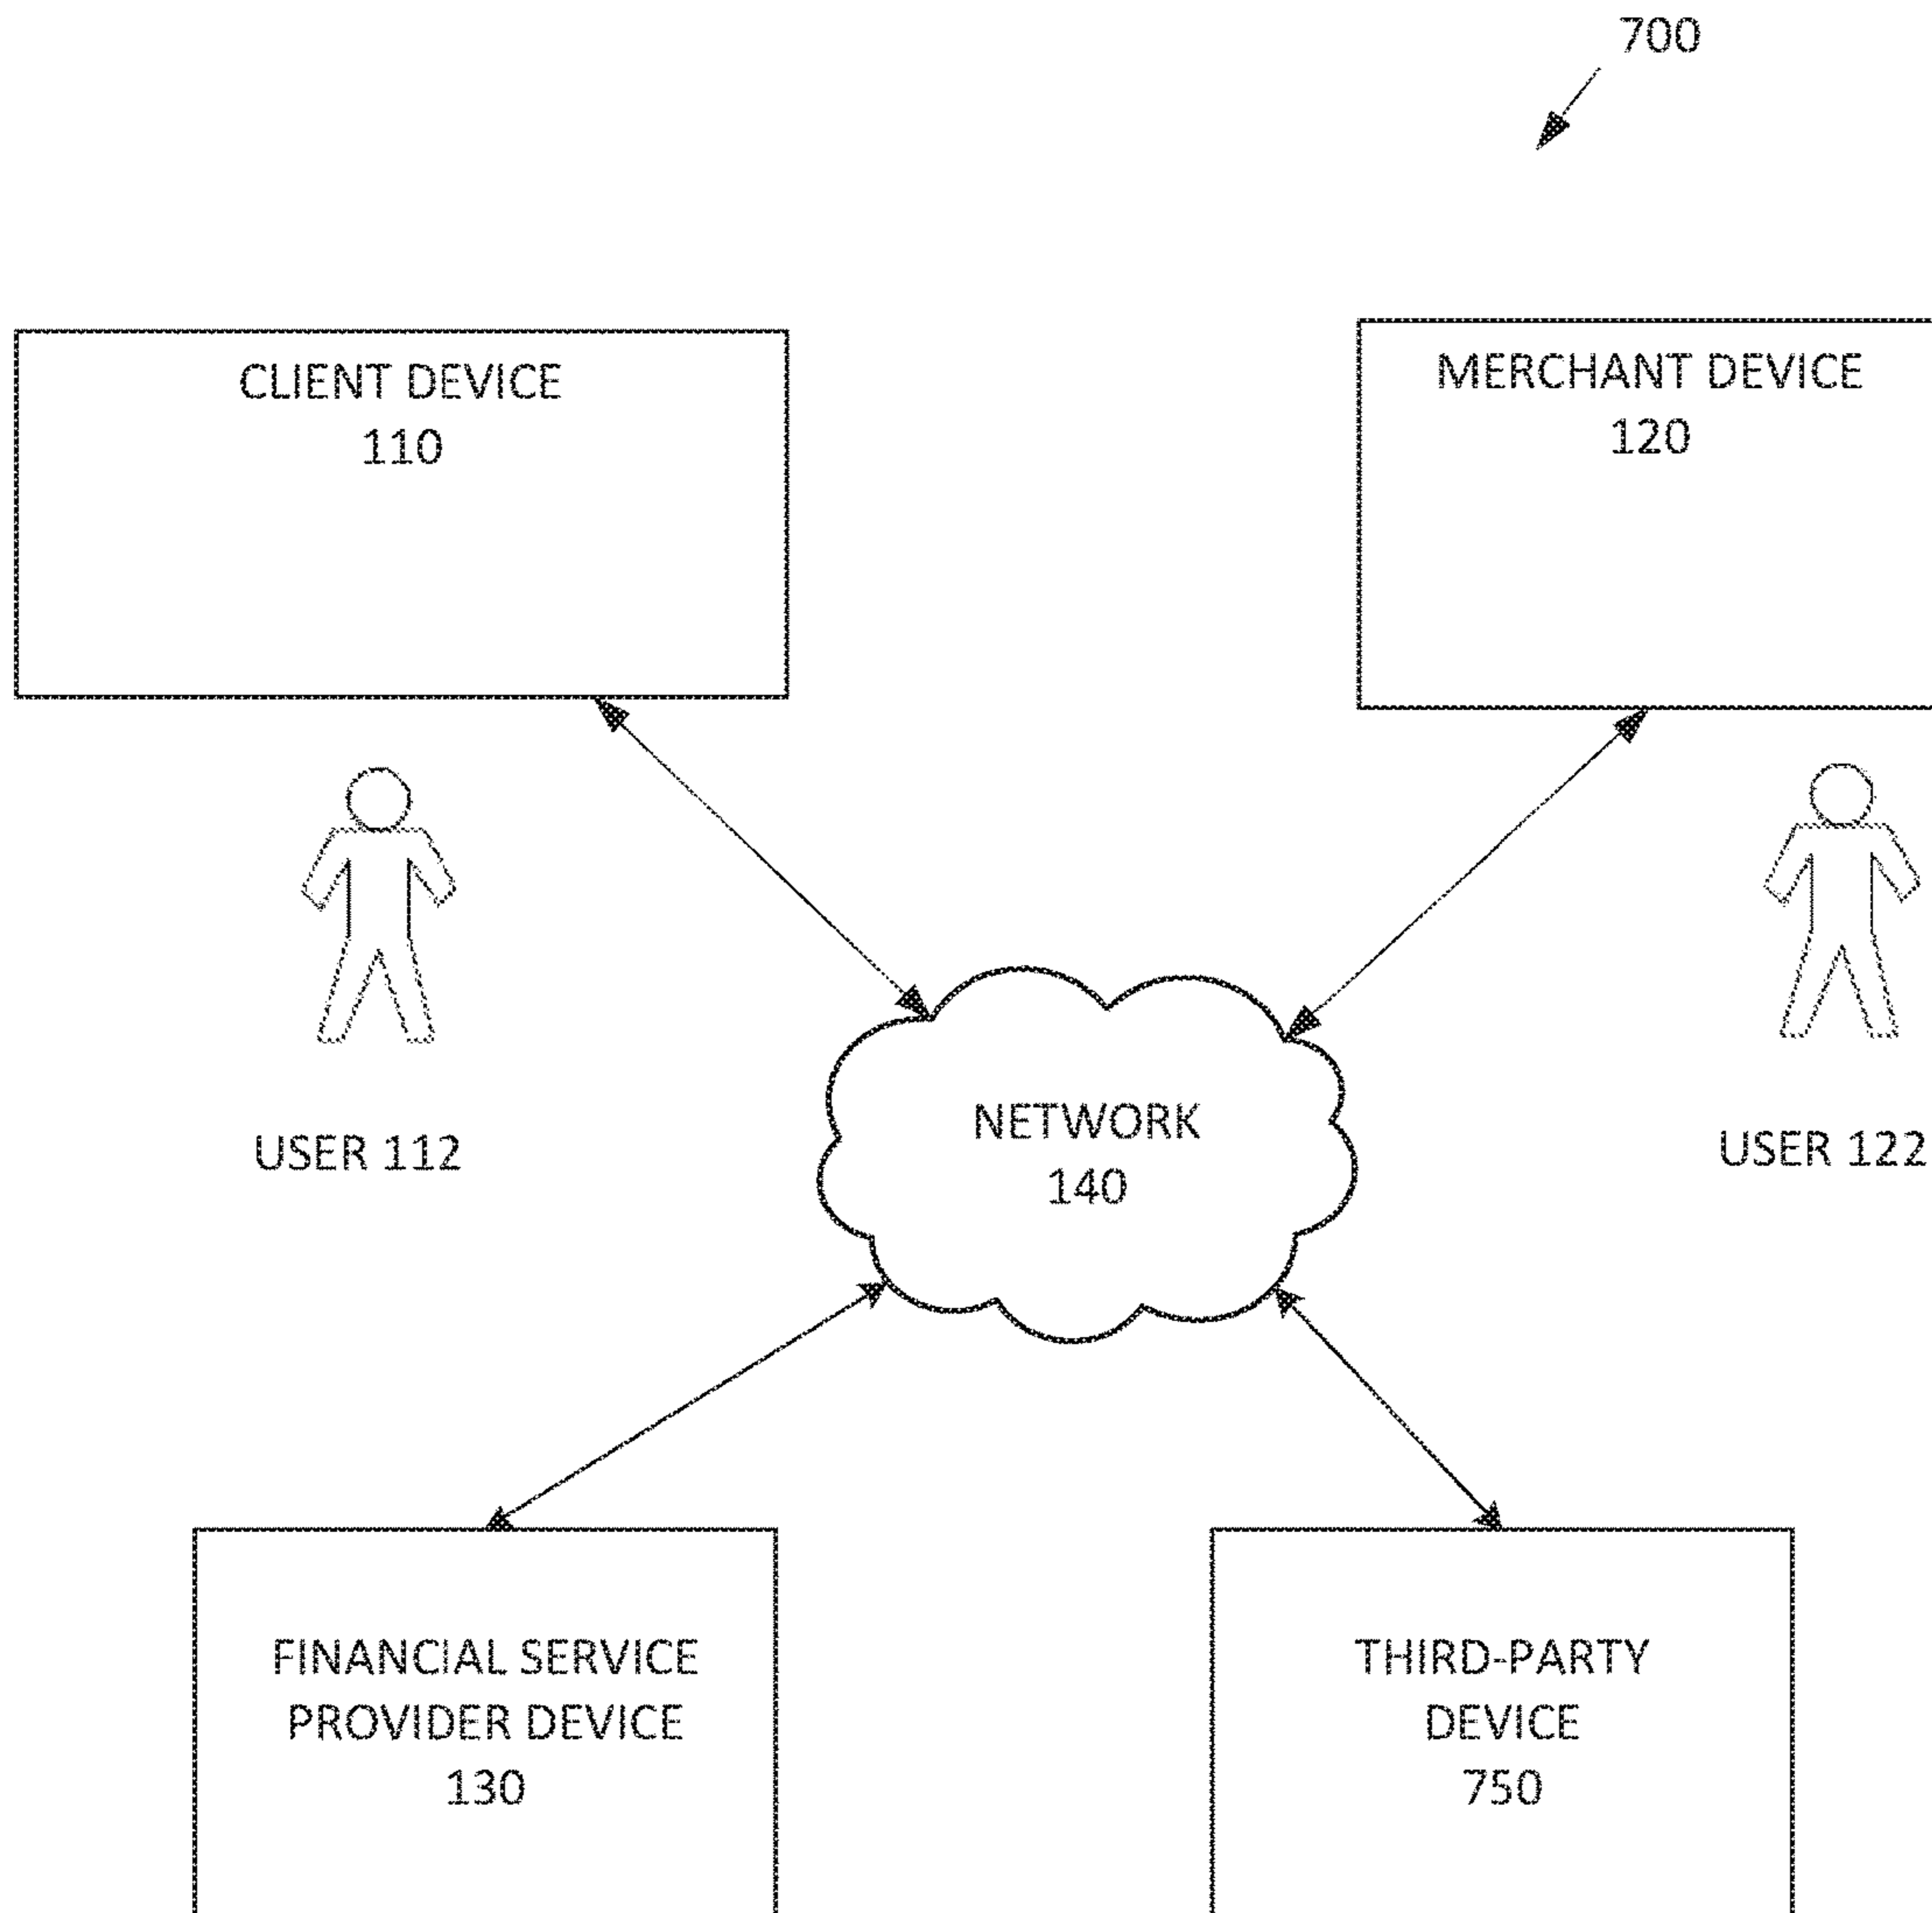 700
CLIENT DEVICE
110
MERCHANT DEVICE
120
USER 112
USER 122
NETWORK
140
FINANCIAL SERVICE
PROVIDER DEVICE
130
THIRD-PARTY
DEVICE
750